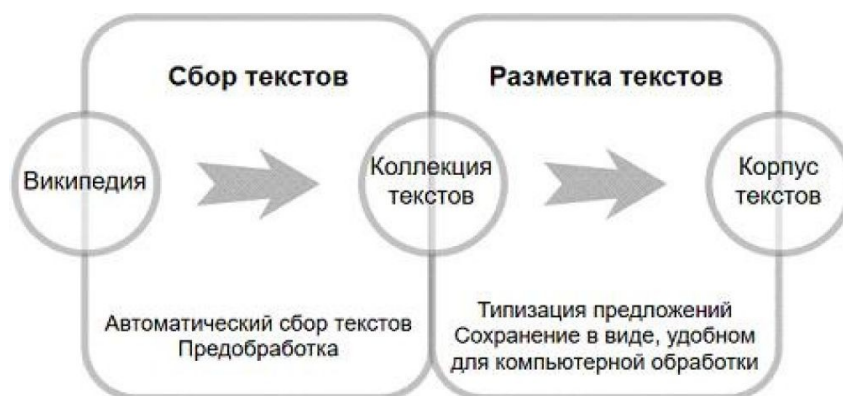 Сбор текстов
Разметка текстов
Википедия
Коллекция
текстов
Корпус
текстов
Автоматический сбор текстов
Предобработка
Типизация предложений
Сохранение в виде, удобном
для компьютерной обработки